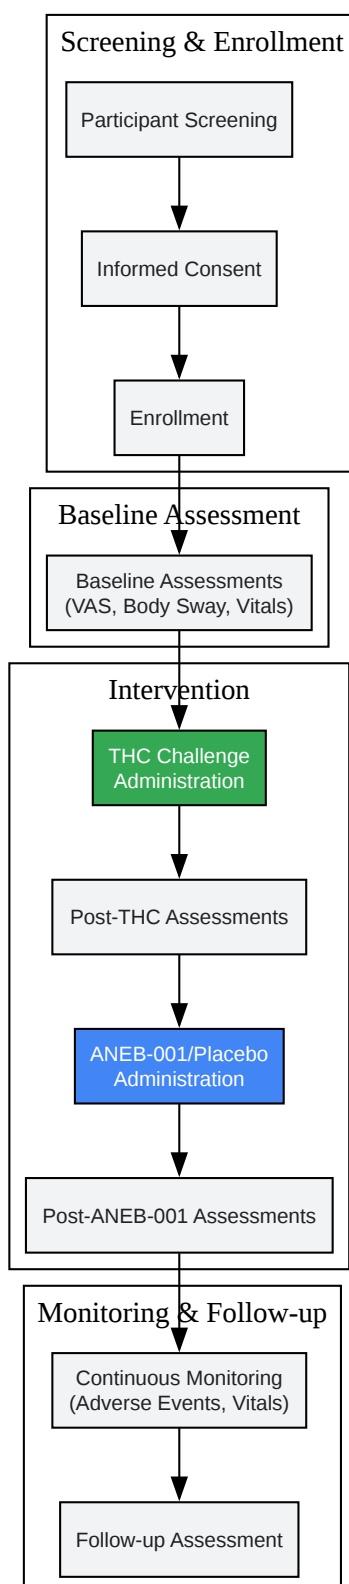 Screening & Enrollment
Participant Screening
Informed Consent
Enrollment
Baseline Assessment
Baseline Assessments
(VAS, Body Sway, Vitals)
Intervention
THC Challenge
Administration
Post-THC Assessments
ANEB-001/Placebo
Administration
Post-ANEB-001 Assessments
Monitoring & Follow-up
Continuous Monitoring
(Adverse Events, Vitals)
Follow-up Assessment